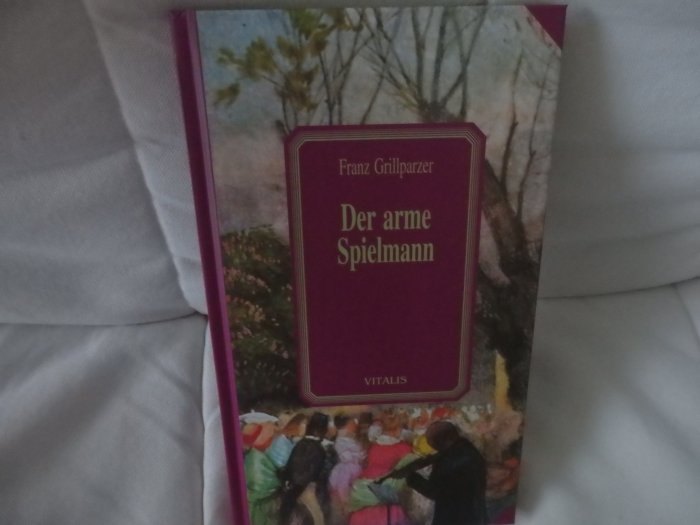 Franz Grillparzer
Der arme
Spielmann
VITALIS